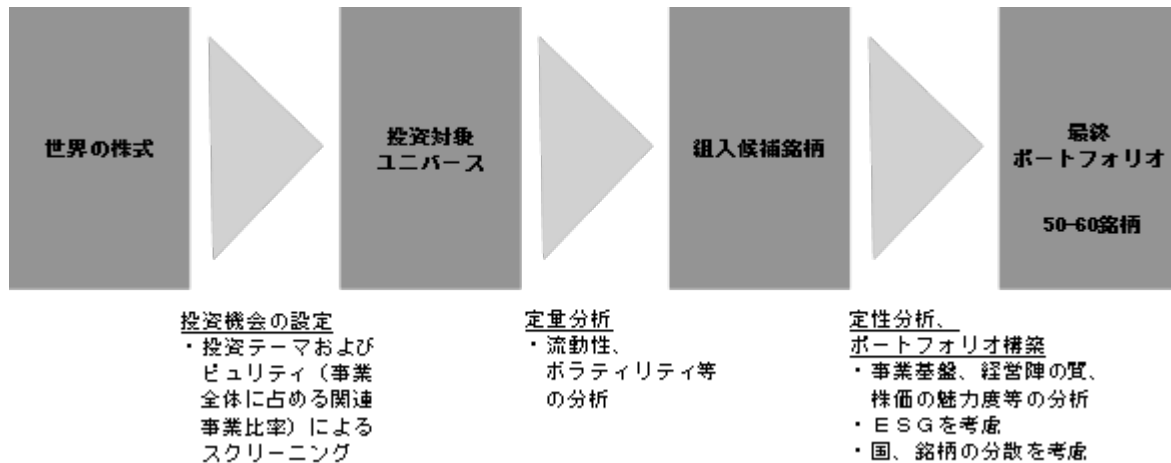 世界の株式
投資対象
ユニバース
組入候補銘柄
最終
ポートフォリオ
50-60銘柄
投資機会の設定
・投資テーマおよび
ピュリティ（事業
全体に占める関連
事業比率）による
スクリーニング
定量分析
・流動性、
ボラティリティ等
の分析
定性分析、
ポートフォリオ構築
・事業基盤、経営陣の質、
株価の魅力度等の分析
・ＥＳＧを考慮
・国、銘柄の分散を考慮